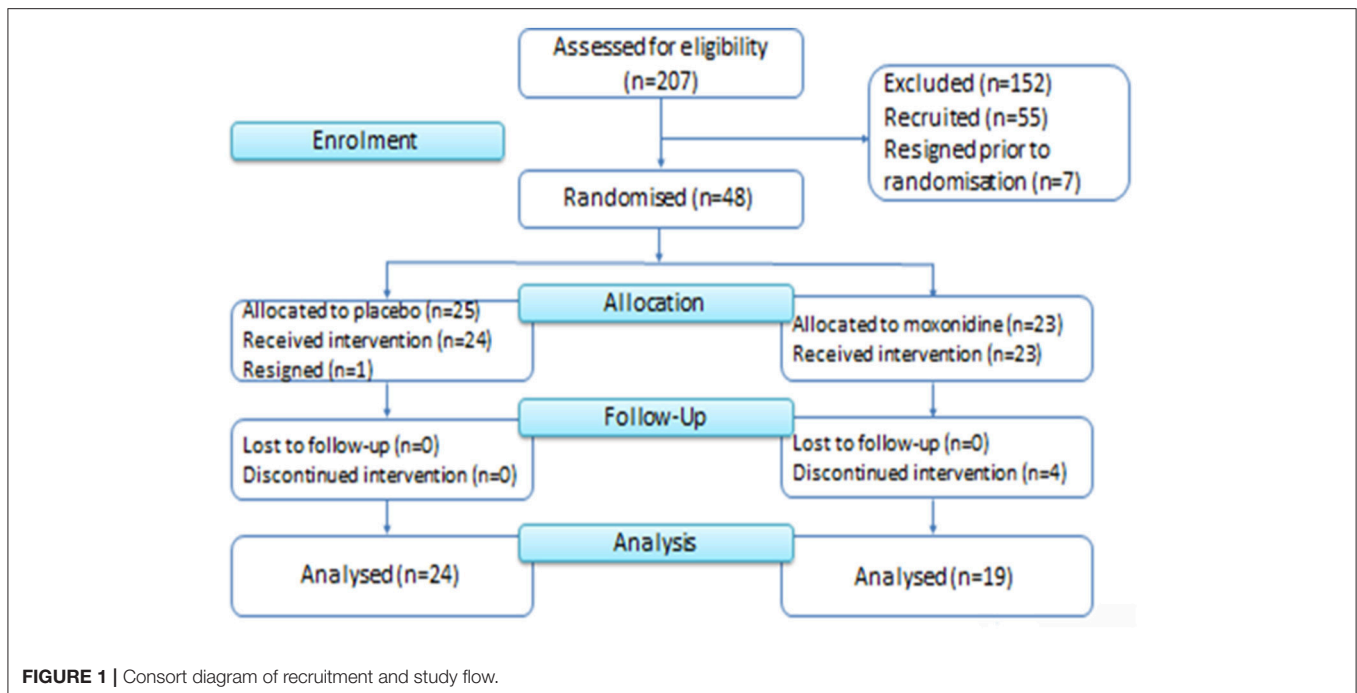 Assessed for eligibility
(n=207)
Excluded (n=152)
Recruited (n=55)
Resigned prior to
randomisation (n=7)
Enrolment
Randomised (n=48)
Allocation
Allocated to placebo (n=25)
Received intervention (n=24)
Resigned (n=1)
Allocated to moxonidine (n=23)
Received intervention (n=23)
Follow-Up
Lost to follow-up (n=0)
Discontinued intervention (n=0)
Lost to follow-up (n=0)
Discontinued intervention (n=4)
Analysis
Analysed (n=24)
Analysed (n=19)
FIGURE 1 | Consort diagram of recruitment and study flow.